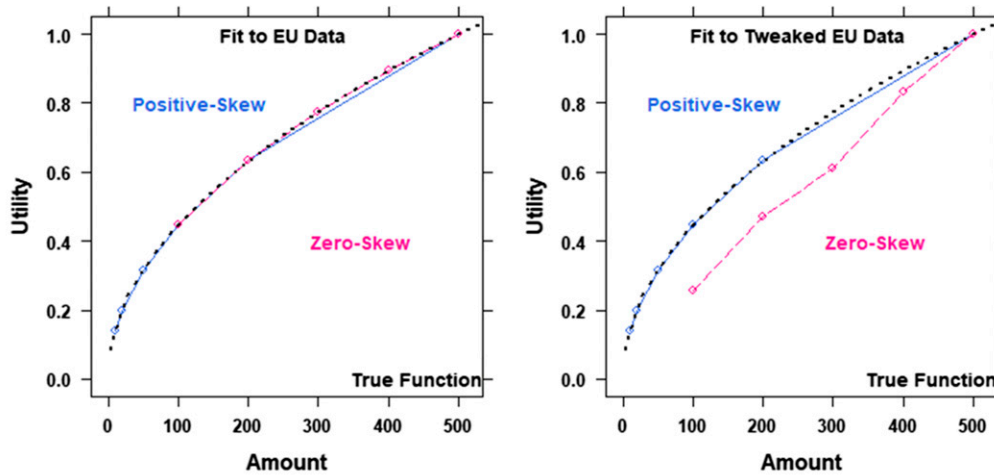 Fit to EU Data
Positive-Skew
Zero-Skew
True Function
Utility
1.0
0.8
0.6
0.4
0.2
0.0
0 100 200 300 400 500
Amount
Fit to Tweaked EU Data
Positive-Skew
Zero-Skew
True Function
Utility
1.0
0.8
0.6
0.4
0.2
0.0
0 100 200 300 400 500
Amount